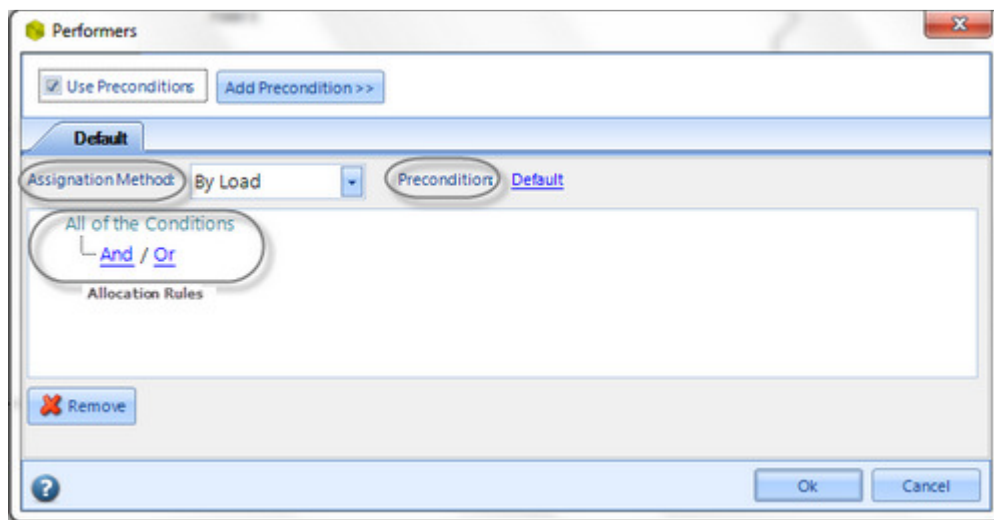 Performers
Use Preconditions Add Precondition >>
Default
Assignation Method: By Load Precondition: Default
All of the Conditions
And / Or
Allocation Rules
Remove
Ok Cancel